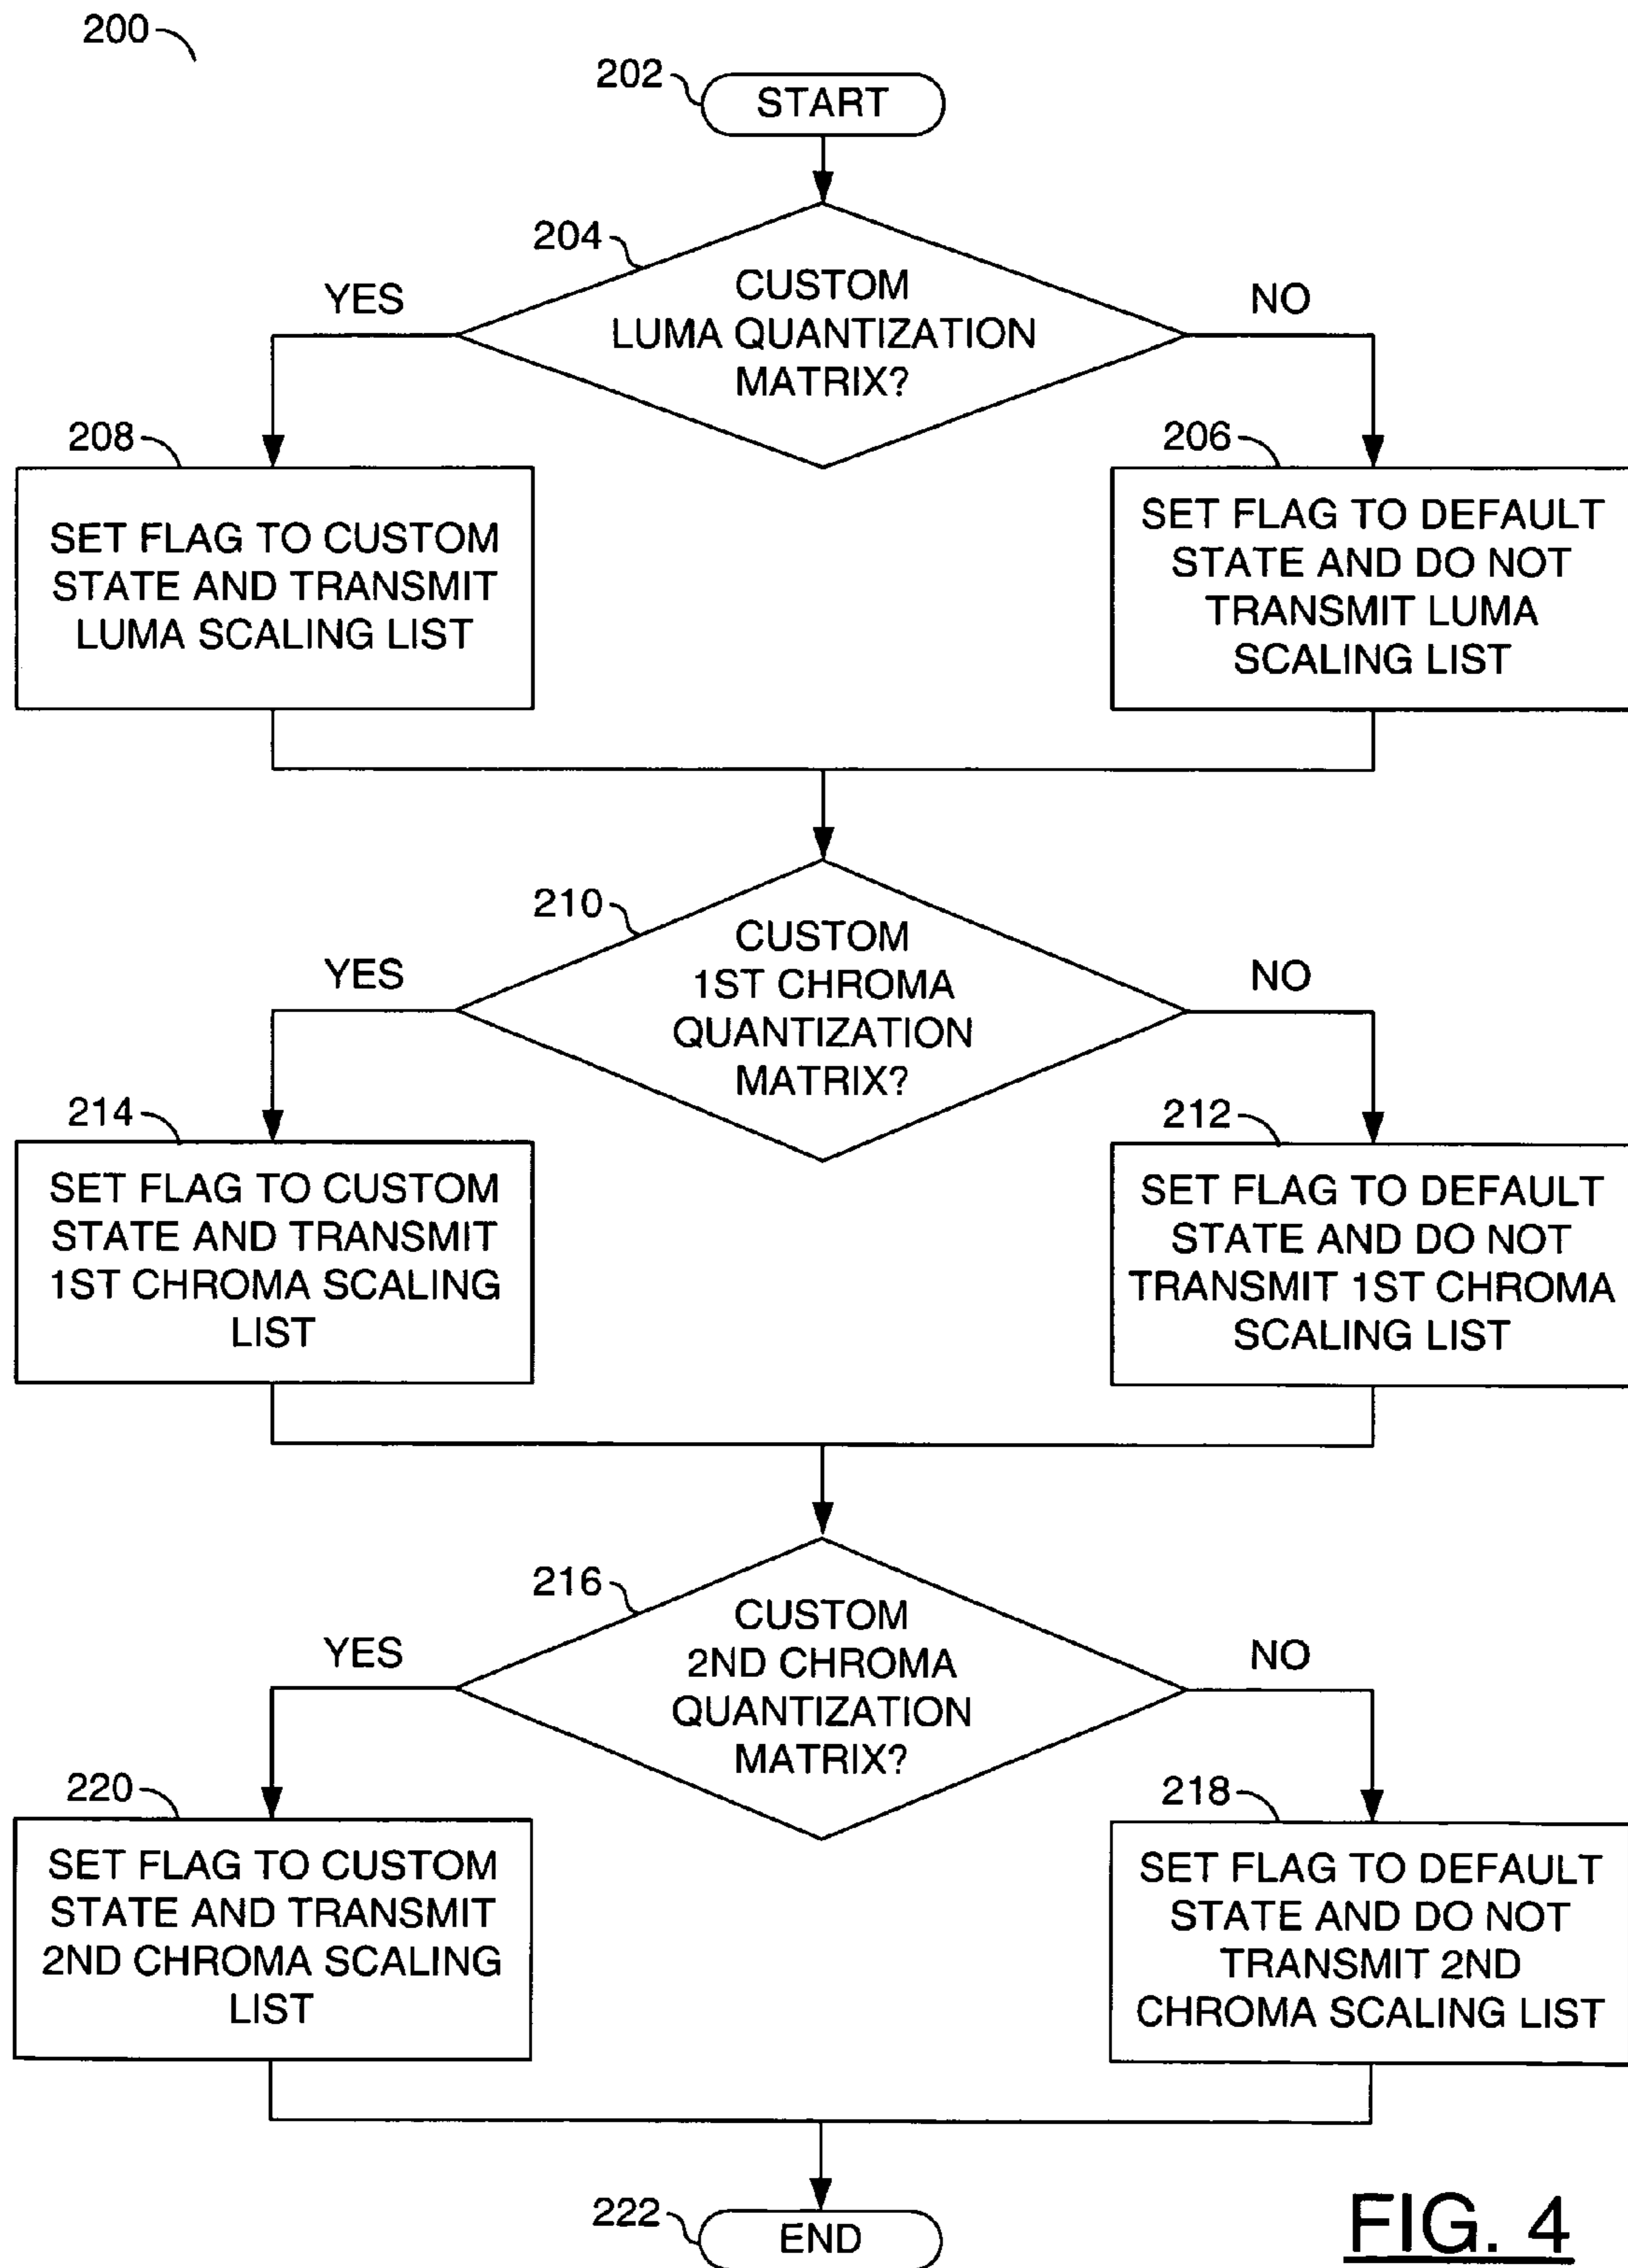 200
202
START
204
CUSTOM
LUMA QUANTIZATION
MATRIX?
YES
NO
208
SET FLAG TO CUSTOM
STATE AND TRANSMIT
LUMA SCALING LIST
206
SET FLAG TO DEFAULT
STATE AND DO NOT
TRANSMIT LUMA
SCALING LIST
210
CUSTOM
1ST CHROMA
QUANTIZATION
MATRIX?
YES
NO
214
SET FLAG TO CUSTOM
STATE AND TRANSMIT
1ST CHROMA SCALING
LIST
212
SET FLAG TO DEFAULT
STATE AND DO NOT
TRANSMIT 1ST CHROMA
SCALING LIST
216
CUSTOM
2ND CHROMA
QUANTIZATION
MATRIX?
YES
NO
220
SET FLAG TO CUSTOM
STATE AND TRANSMIT
2ND CHROMA SCALING
LIST
218
SET FLAG TO DEFAULT
STATE AND DO NOT
TRANSMIT 2ND
CHROMA SCALING LIST
222
END
FIG. 4